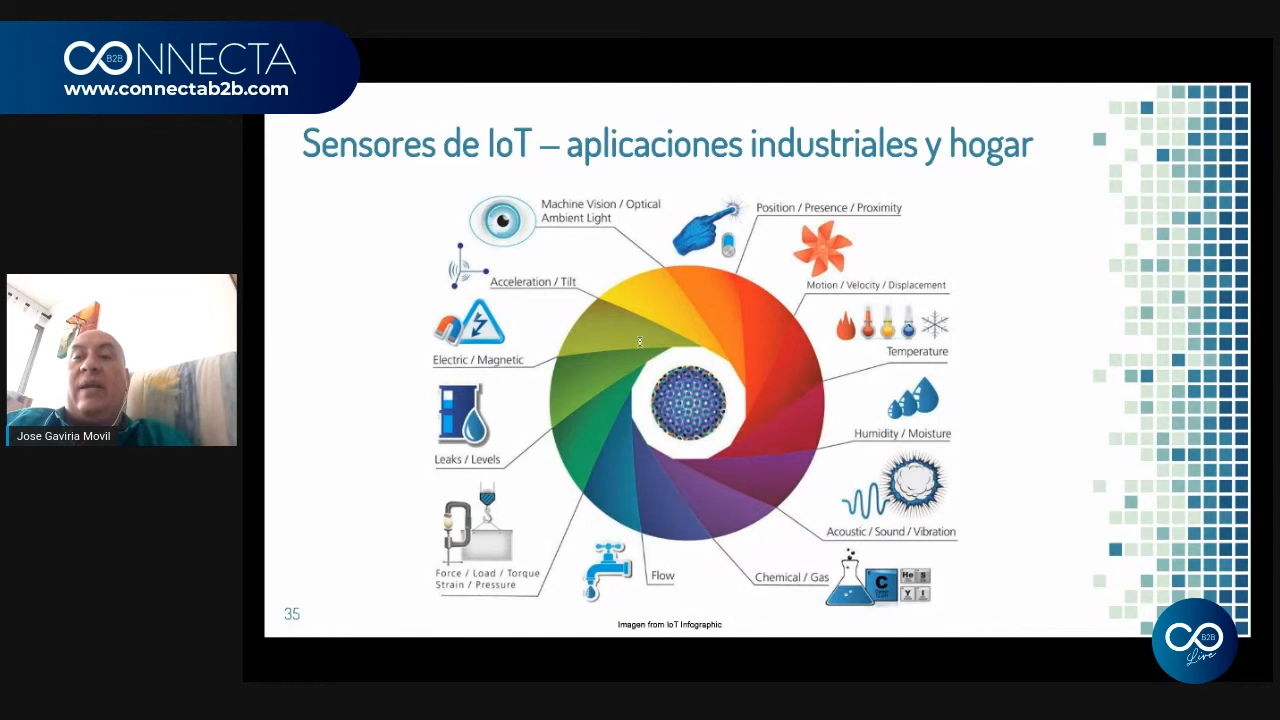 CONNECTA
B2B
www.connectab2b.com
Sensores de IoT – aplicaciones industriales y hogar
Machine Vision / Optical
Ambient Light
Position / Presence / Proximity
Acceleration / Tilt
Motion / Velocity / Displacement
Electric / Magnetic
Temperature
Leaks / Levels
Humidity / Moisture
Acoustic / Sound / Vibration
Force / Load / Torque
Strain / Pressure
Flow
Chemical / Gas
C
He
S
Y
I
Jose Gaviria Movil
35
Imagen from IoT Infographic
CO
B2B
Live